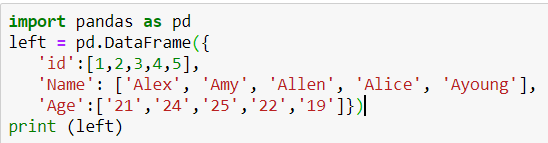 import pandas as pd
left = pd.DataFrame({
   'id':[1,2,3,4,5],
   'Name': ['Alex', 'Amy', 'Allen', 'Alice', 'Ayoung'],
   'Age':['21','24','25','22','19']})
print (left)